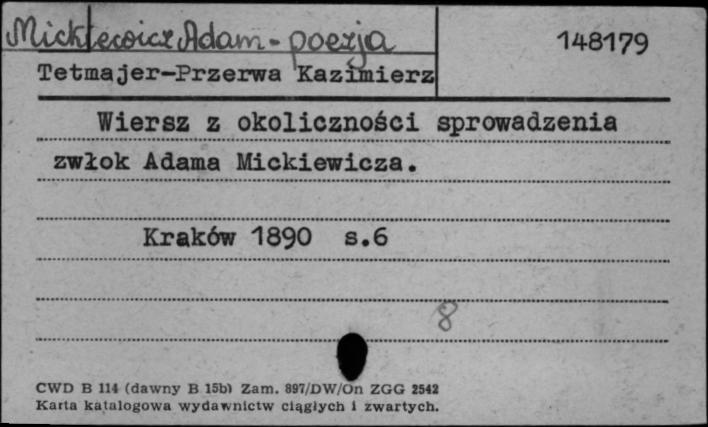 Mickiewicz Adam - poezja
148179
Tetmajer-Przerwa Kazimierz
Wiersz z okoliczności sprowadzenia
zwłok Adama Mickiewicza.
Kraków 1890 s.6
8
CWD B 114 (dawny B 15b) Zam. 897/DW/On ZGG 2542
Karta katalogowa wydawnictw ciągłych i zwartych.